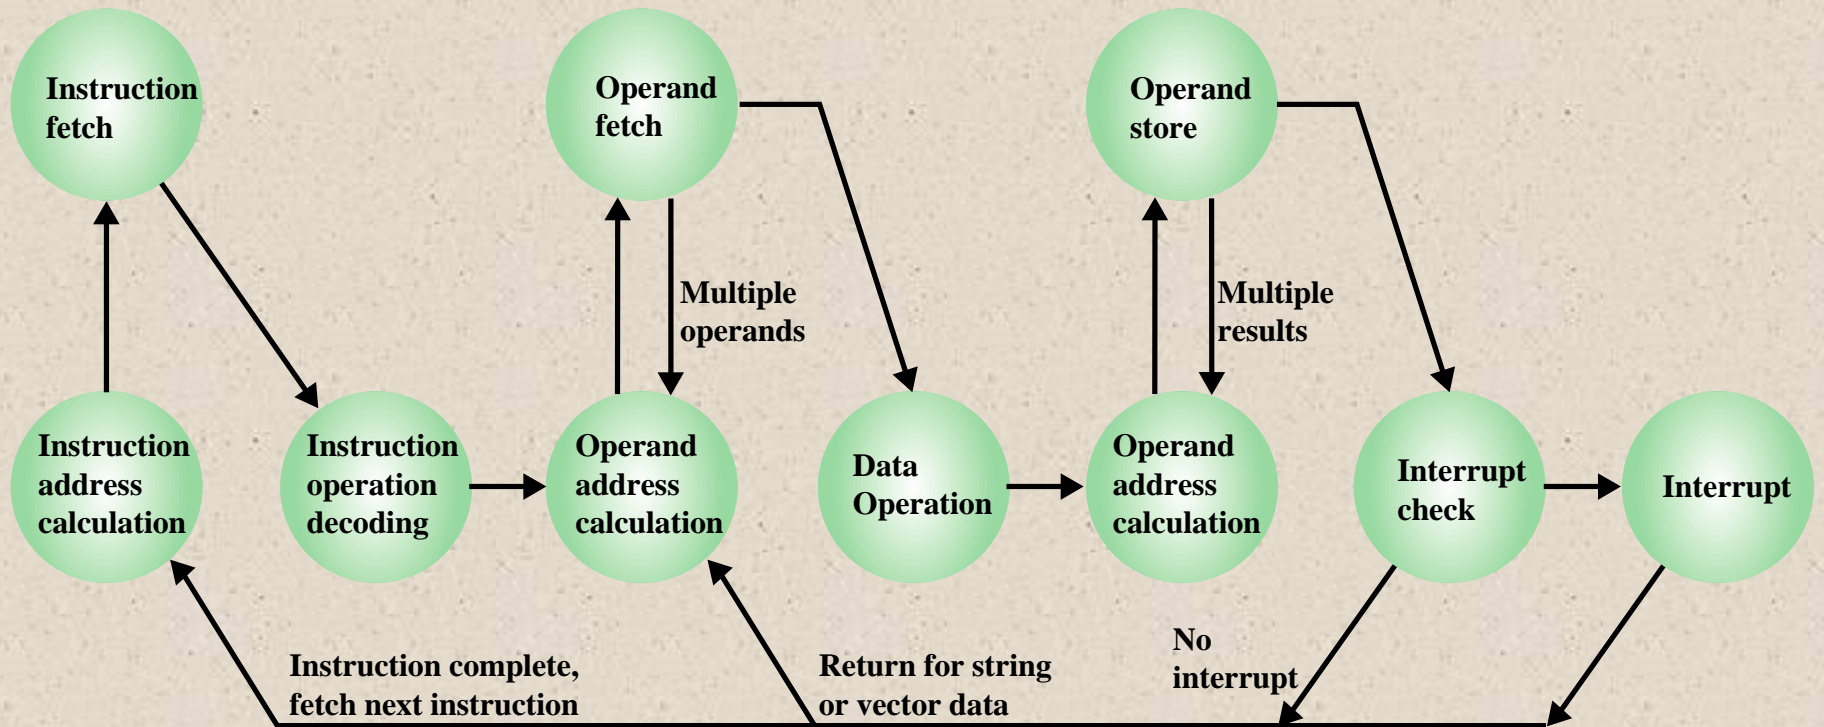 Instruction
fetch
Operand
fetch
Operand
store
Multiple
operands
Multiple
results
Instruction
address
calculation
Instruction
operation
decoding
Operand
address
calculation
Data
Operation
Operand
address
calculation
Interrupt
check
Interrupt
Instruction complete,
fetch next instruction
Return for string
or vector data
No
interrupt